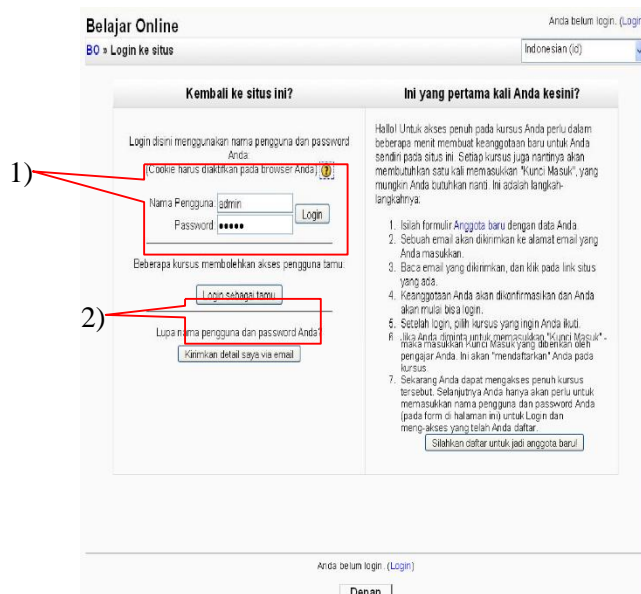 Belajar Online
Anda belum login. (Login
BO » Login ke situs
Indonesian (id)
Kembali ke situs ini?
Login disini menggunakan nama pengguna dan password
Anda:
(Cookie harus diaktifkan pada browser Anda)
?
1)
Nama Pengguna:
admin
Password:
●●●●●
Login
Beberapa kursus membolehkan akses pengguna tamu:
Login sebagai tamu
2)
Lupa nama pengguna dan password Anda?
Kirimkan detail saya via email
Ini yang pertama kali Anda kesini?
Hallo! Untuk akses penuh pada kursus Anda perlu dalam
beberapa menit membuat keanggotaan baru untuk Anda
sendiri pada situs ini. Setiap kursus juga nantinya akan
membutuhkan satu kali memasukkan "Kunci Masuk", yang
mungkin Anda butuhkan nanti. Ini adalah langkah-
langkahnya:
1. Isilah formulir Anggota baru dengan data Anda.
2. Sebuah email akan dikirimkan ke alamat email yang
Anda masukkan.
3. Baca email yang dikirimkan, dan klik pada link situs
yang ada.
4. Keanggotaan Anda akan dikonfirmasikan dan Anda
akan mulai bisa login.
5. Setelah login, pilih kursus yang ingin Anda ikuti.
6. Jika Anda diminta untuk memasukkan "Kunci Masuk" -
maka masukkan Kunci Masuk yang diberikan oleh
pengajar Anda. Ini akan "mendaftarkan" Anda pada
kursus.
7. Sekarang Anda dapat mengakses penuh kursus
tersebut. Selanjutnya Anda hanya akan perlu untuk
memasukkan nama pengguna dan password Anda
(pada form di halaman ini) untuk Login dan
meng-akses yang telah Anda daftar.
Silahkan daftar untuk jadi anggota baru!
Anda belum login. (Login)
Depan